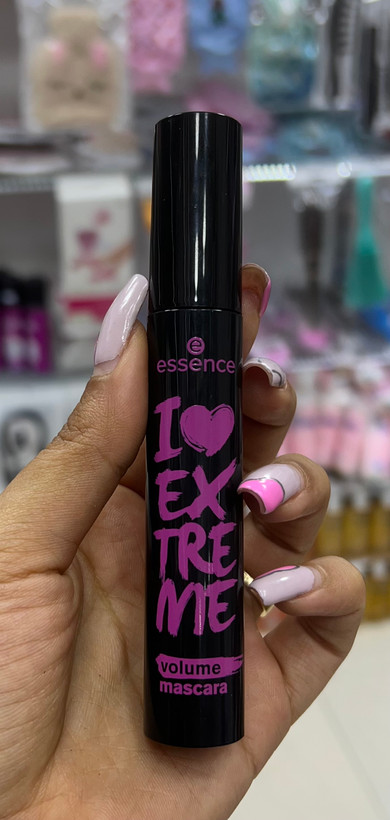 essence
I ♥
EX
TRE
ME
volume
mascara